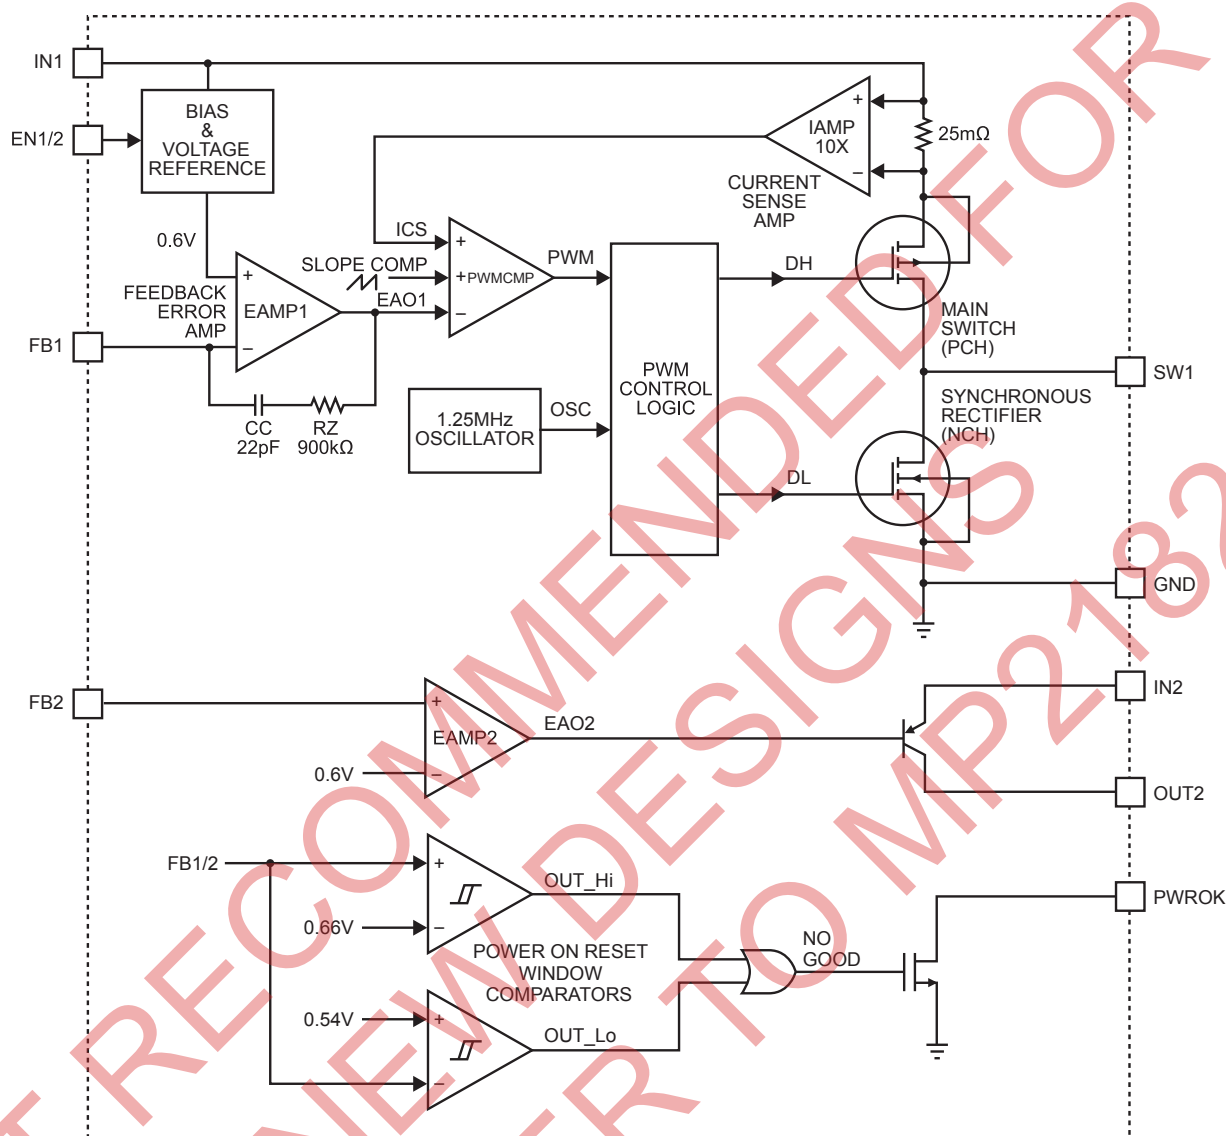 IN1
EN1/2
BIAS
&
VOLTAGE
REFERENCE
0.6V
FEEDBACK
ERROR
AMP
FB1
+
EAMP1
–
CC
22pF
RZ
900kΩ
ICS
SLOPE COMP
EAO1
+
+
PWMCMP
–
PWM
1.25MHz
OSCILLATOR
OSC
PWM
CONTROL
LOGIC
+
IAMP
10X
–
CURRENT
SENSE
AMP
25mΩ
DH
MAIN
SWITCH
(PCH)
SW1
SYNCHRONOUS
RECTIFIER
(NCH)
DL
GND
FB2
+
EAMP2
–
0.6V
EAO2
IN2
OUT2
FB1/2
+
–
0.66V
OUT_Hi
POWER ON RESET
WINDOW
COMPARATORS
0.54V
+
–
OUT_Lo
NO
GOOD
PWROK
T RECOMMENDED FOR
NEW DESIGNS
ER TO MP2182